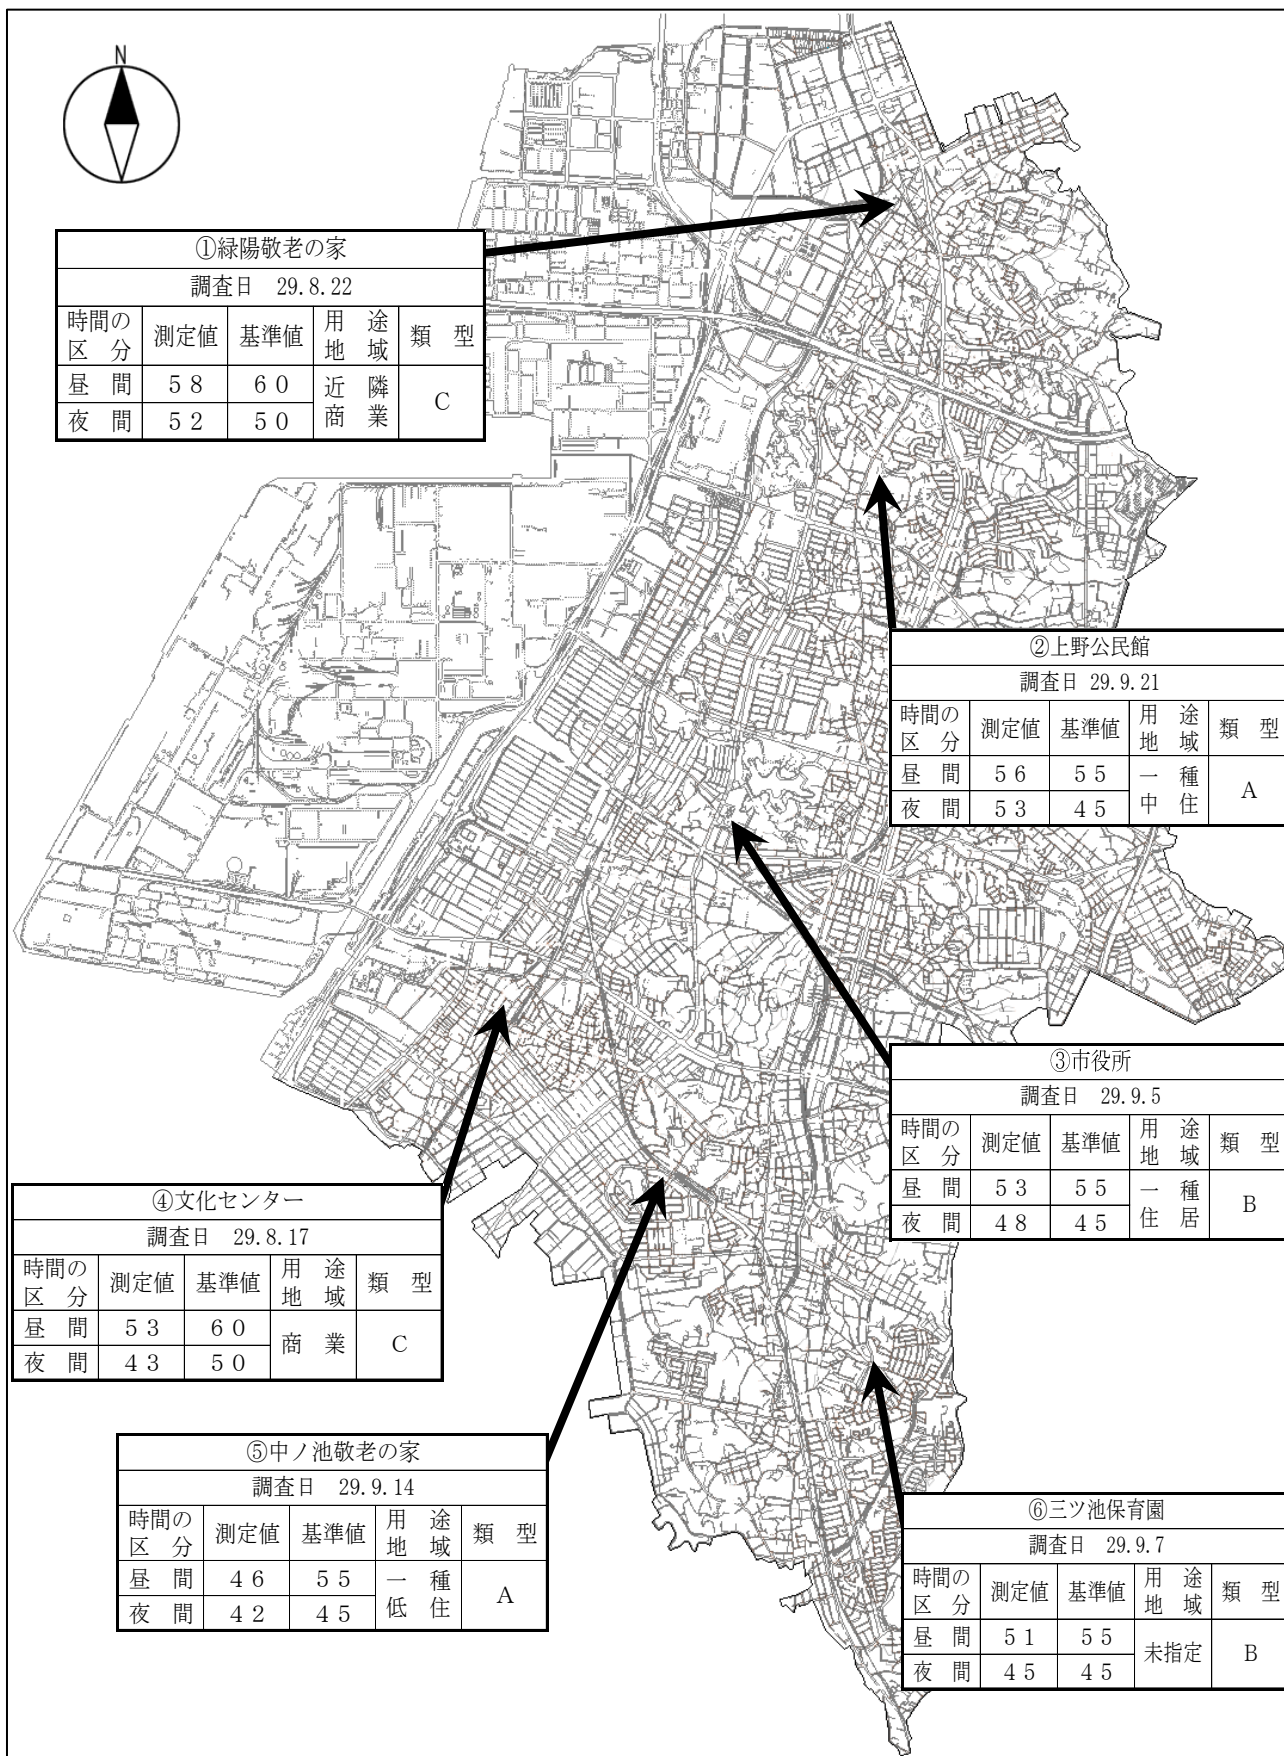 N
①緑陽敬老の家
調査日 29.8.22
時間の区分 測定値 基準値 用途地域 類型
昼間 58 60 近隣商業 C
夜間 52 50
②上野公民館
調査日 29.9.21
時間の区分 測定値 基準値 用途地域 類型
昼間 56 55 一種中住 A
夜間 53 45
③市役所
調査日 29.9.5
時間の区分 測定値 基準値 用途地域 類型
昼間 53 55 一種住居 B
夜間 48 45
④文化センター
調査日 29.8.17
時間の区分 測定値 基準値 用途地域 類型
昼間 53 60 商業 C
夜間 43 50
⑤中ノ池敬老の家
調査日 29.9.14
時間の区分 測定値 基準値 用途地域 類型
昼間 46 55 一種低住 A
夜間 42 45
⑥三ツ池保育園
調査日 29.9.7
時間の区分 測定値 基準値 用途地域 類型
昼間 51 55 未指定 B
夜間 45 45